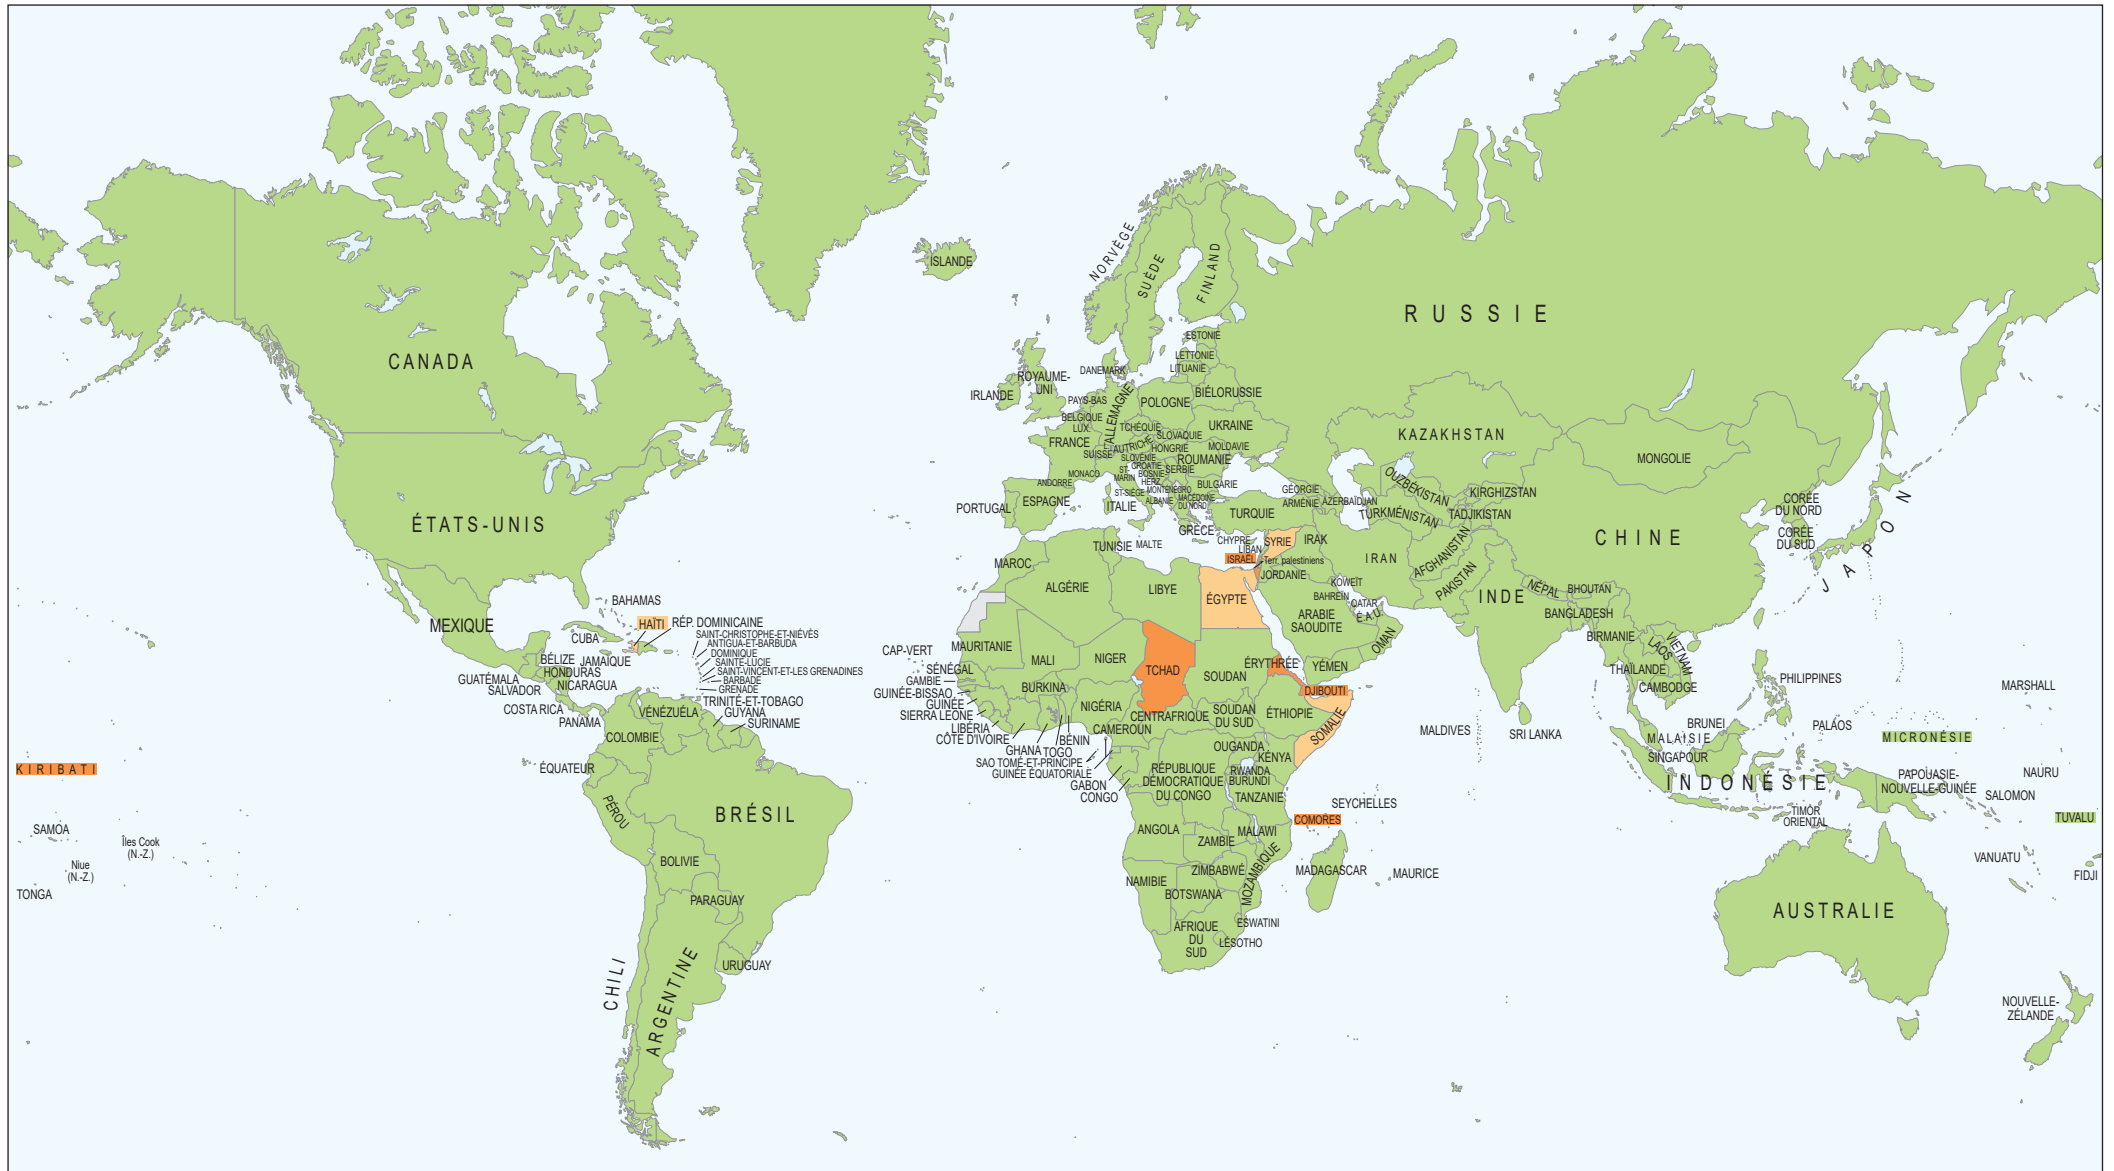 ISLANDE
NORVÈGE
SUÈDE
FINLAND
RUSSIE
CANADA
ESTONIE
LETTONIE
LITUANIE
DANEMARK
ROYAUME-
UNI
IRLANDE
PAYS-BAS
BELGIQUE
LUX.
ALLEMAGNE
POLOGNE
BIÉLORUSSIE
UKRAINE
TCHÉQUIE
SLOVAQUIE
FRANCE
SUISSE
AUTRICHE
HONGRIE
MOLDAVIE
SLOVÉNIE
CROATIE
ROUMANIE
ST-
MARIN
BOSNIE
HERZ.
SERBIE
MONACO
ANDORRE
ST-SIÈGE
MONTÉNÉGRO
BULGARIE
ALBANIE
MACÉDOINE
DU NORD
PORTUGAL
ESPAGNE
ITALIE
GRÈCE
TURQUIE
GÉORGIE
ARMÉNIE
AZERBAÏDJAN
KAZAKHSTAN
MONGOLIE
OUZBÉKISTAN
KIRGHIZSTAN
TURKMÉNISTAN
TADJIKISTAN
CHINE
CORÉE
DU NORD
CORÉE
DU SUD
JAPON
ÉTATS-UNIS
TUNISIE
MALTE
CHYPRE
LIBAN
SYRIE
IRAK
IRAN
AFGHANISTAN
PAKISTAN
ISRAËL
Terr. palestiniens
JORDANIE
MAROC
ALGÉRIE
LIBYE
ÉGYPTE
KOWEÏT
BAHREÏN
QATAR
É.A.U.
ARABIE
SAOUDITE
OMAN
YÉMEN
INDE
NÉPAL
BHOUTAN
BANGLADESH
BIRMANIE
LAOS
VIETNAM
THAÏLANDE
CAMBODGE
PHILIPPINES
MEXIQUE
BAHAMAS
CUBA
HAÏTI
RÉP. DOMINICAINE
SAINT-CHRISTOPHE-ET-NIÉVÈS
ANTIGUA-ET-BARBUDA
DOMINIQUE
SAINTE-LUCIE
SAINT-VINCENT-ET-LES GRENADINES
BARBADE
GRENADE
TRINITÉ-ET-TOBAGO
BÉLIZE
JAMAÏQUE
HONDURAS
GUATÉMALA
SALVADOR
NICARAGUA
COSTA RICA
PANAMA
VÉNÉZUÉLA
GUYANA
SURINAME
COLOMBIE
ÉQUATEUR
PÉROU
BRÉSIL
BOLIVIE
PARAGUAY
URUGUAY
CHILI
ARGENTINE
CAP-VERT
MAURITANIE
MALI
NIGER
TCHAD
SOUDAN
ÉRYTHRÉE
DJIBOUTI
SÉNÉGAL
GAMBIE
GUINÉE-BISSAO
GUINÉE
SIERRA LEONE
LIBÉRIA
CÔTE D'IVOIRE
BURKINA
GHANA
TOGO
BÉNIN
NIGÉRIA
CAMEROUN
CENTRAFRIQUE
SOUDAN
DU SUD
ÉTHIOPIE
SOMALIE
SAO TOMÉ-ET-PRINCIPE
GUINÉE ÉQUATORIALE
GABON
CONGO
RÉPUBLIQUE
DÉMOCRATIQUE
DU CONGO
OUGANDA
KÉNYA
RWANDA
BURUNDI
TANZANIE
SEYCHELLES
COMORES
ANGOLA
ZAMBIE
MALAWI
MOZAMBIQUE
ZIMBABWÉ
MADAGASCAR
MAURICE
NAMIBIE
BOTSWANA
ESWATINI
AFRIQUE
DU
SUD
LÉSOTHO
MALDIVES
SRI LANKA
BRUNEI
MALAISIE
SINGAPOUR
INDONÉSIE
TIMOR
ORIENTAL
PALAOS
MARSHALL
MICRONÉSIE
NAURU
PAPOUASIE-
NOUVELLE-GUINÉE
SALOMON
TUVALU
VANUATU
FIDJI
AUSTRALIE
NOUVELLE-
ZÉLANDE
KIRIBATI
SAMOA
Îles Cook
(N.-Z.)
Niue
(N.-Z.)
TONGA